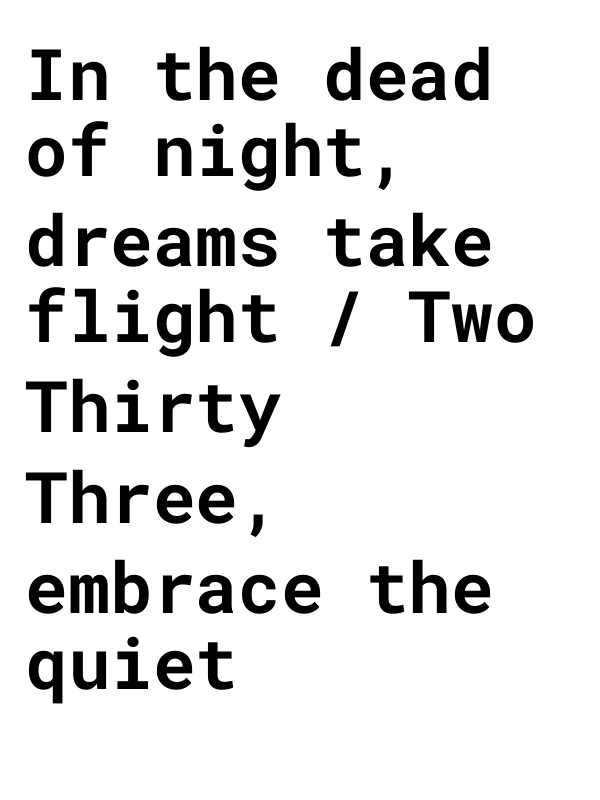 In the dead
of night,
dreams take
flight / Two
Thirty
Three,
embrace the
quiet